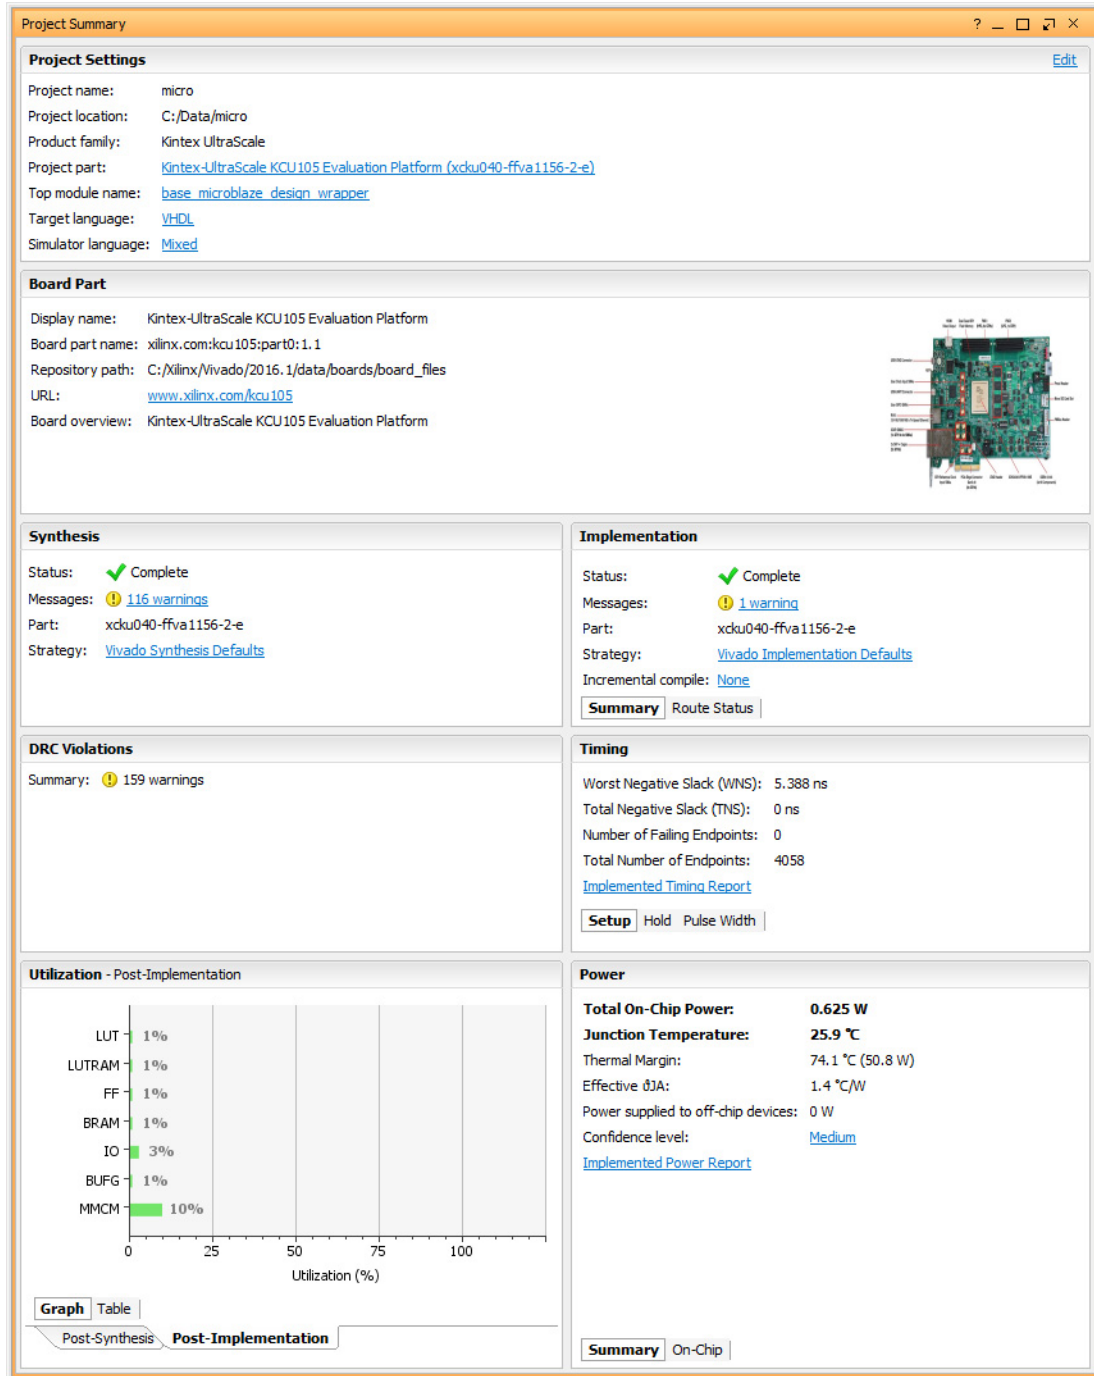 Project Summary
Project Settings Edit
Project name: micro
Project location: C:/Data/micro
Product family: Kintex UltraScale
Project part: Kintex-UltraScale KCU105 Evaluation Platform (xcku040-ffva1156-2-e)
Top module name: base_microblaze_design_wrapper
Target language: VHDL
Simulator language: Mixed
Board Part
Display name: Kintex-UltraScale KCU105 Evaluation Platform
Board part name: xilinx.com:kcu105:part0:1.1
Repository path: C:/Xilinx/Vivado/2016.1/data/boards/board_files
URL: www.xilinx.com/kcu105
Board overview: Kintex-UltraScale KCU105 Evaluation Platform
Synthesis
Status: Complete
Messages: 116 warnings
Part: xcku040-ffva1156-2-e
Strategy: Vivado Synthesis Defaults
Implementation
Status: Complete
Messages: 1 warning
Part: xcku040-ffva1156-2-e
Strategy: Vivado Implementation Defaults
Incremental compile: None
Summary Route Status
DRC Violations
Summary: 159 warnings
Timing
Worst Negative Slack (WNS): 5.388 ns
Total Negative Slack (TNS): 0 ns
Number of Failing Endpoints: 0
Total Number of Endpoints: 4058
Implemented Timing Report
Setup Hold Pulse Width
Utilization - Post-Implementation
LUT 1%
LUTRAM 1%
FF 1%
BRAM 1%
IO 3%
BUFG 1%
MMCM 10%
0 25 50 75 100
Utilization (%)
Graph Table
Post-Synthesis Post-Implementation
Power
Total On-Chip Power: 0.625 W
Junction Temperature: 25.9 °C
Thermal Margin: 74.1 °C (50.8 W)
Effective ϑJA: 1.4 °C/W
Power supplied to off-chip devices: 0 W
Confidence level: Medium
Implemented Power Report
Summary On-Chip